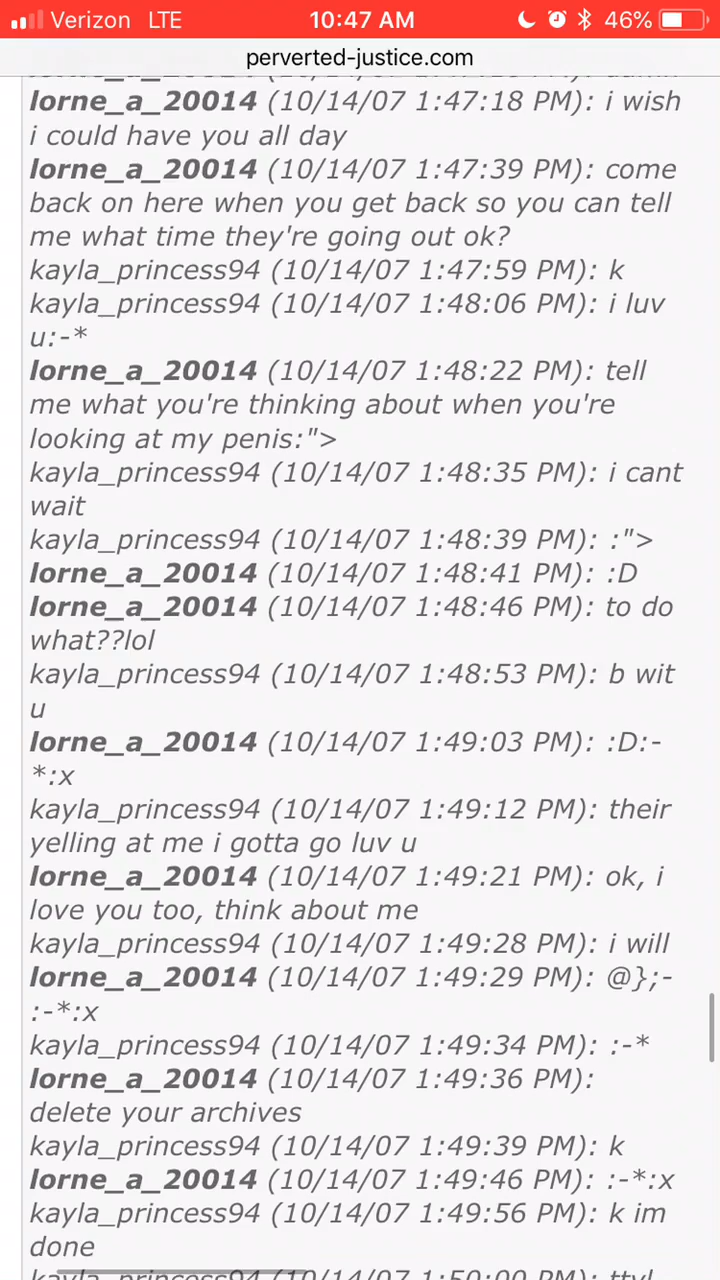 Verizon LTE 10:47 AM 46%
perverted-justice.com
lorne_a_20014 (10/14/07 1:47:18 PM): i wish
i could have you all day
lorne_a_20014 (10/14/07 1:47:39 PM): come
back on here when you get back so you can tell
me what time they're going out ok?
kayla_princess94 (10/14/07 1:47:59 PM): k
kayla_princess94 (10/14/07 1:48:06 PM): i luv
u:-*
lorne_a_20014 (10/14/07 1:48:22 PM): tell
me what you're thinking about when you're
looking at my penis:">
kayla_princess94 (10/14/07 1:48:35 PM): i cant
wait
kayla_princess94 (10/14/07 1:48:39 PM): :">
lorne_a_20014 (10/14/07 1:48:41 PM): :D
lorne_a_20014 (10/14/07 1:48:46 PM): to do
what??lol
kayla_princess94 (10/14/07 1:48:53 PM): b wit
u
lorne_a_20014 (10/14/07 1:49:03 PM): :D:-
*:x
kayla_princess94 (10/14/07 1:49:12 PM): their
yelling at me i gotta go luv u
lorne_a_20014 (10/14/07 1:49:21 PM): ok, i
love you too, think about me
kayla_princess94 (10/14/07 1:49:28 PM): i will
lorne_a_20014 (10/14/07 1:49:29 PM): @};-
:-*:x
kayla_princess94 (10/14/07 1:49:34 PM): :-*
lorne_a_20014 (10/14/07 1:49:36 PM):
delete your archives
kayla_princess94 (10/14/07 1:49:39 PM): k
lorne_a_20014 (10/14/07 1:49:46 PM): :-*:x
kayla_princess94 (10/14/07 1:49:56 PM): k im
done
kayla_princess94 (10/14/07 1:50:00 PM): ttyl